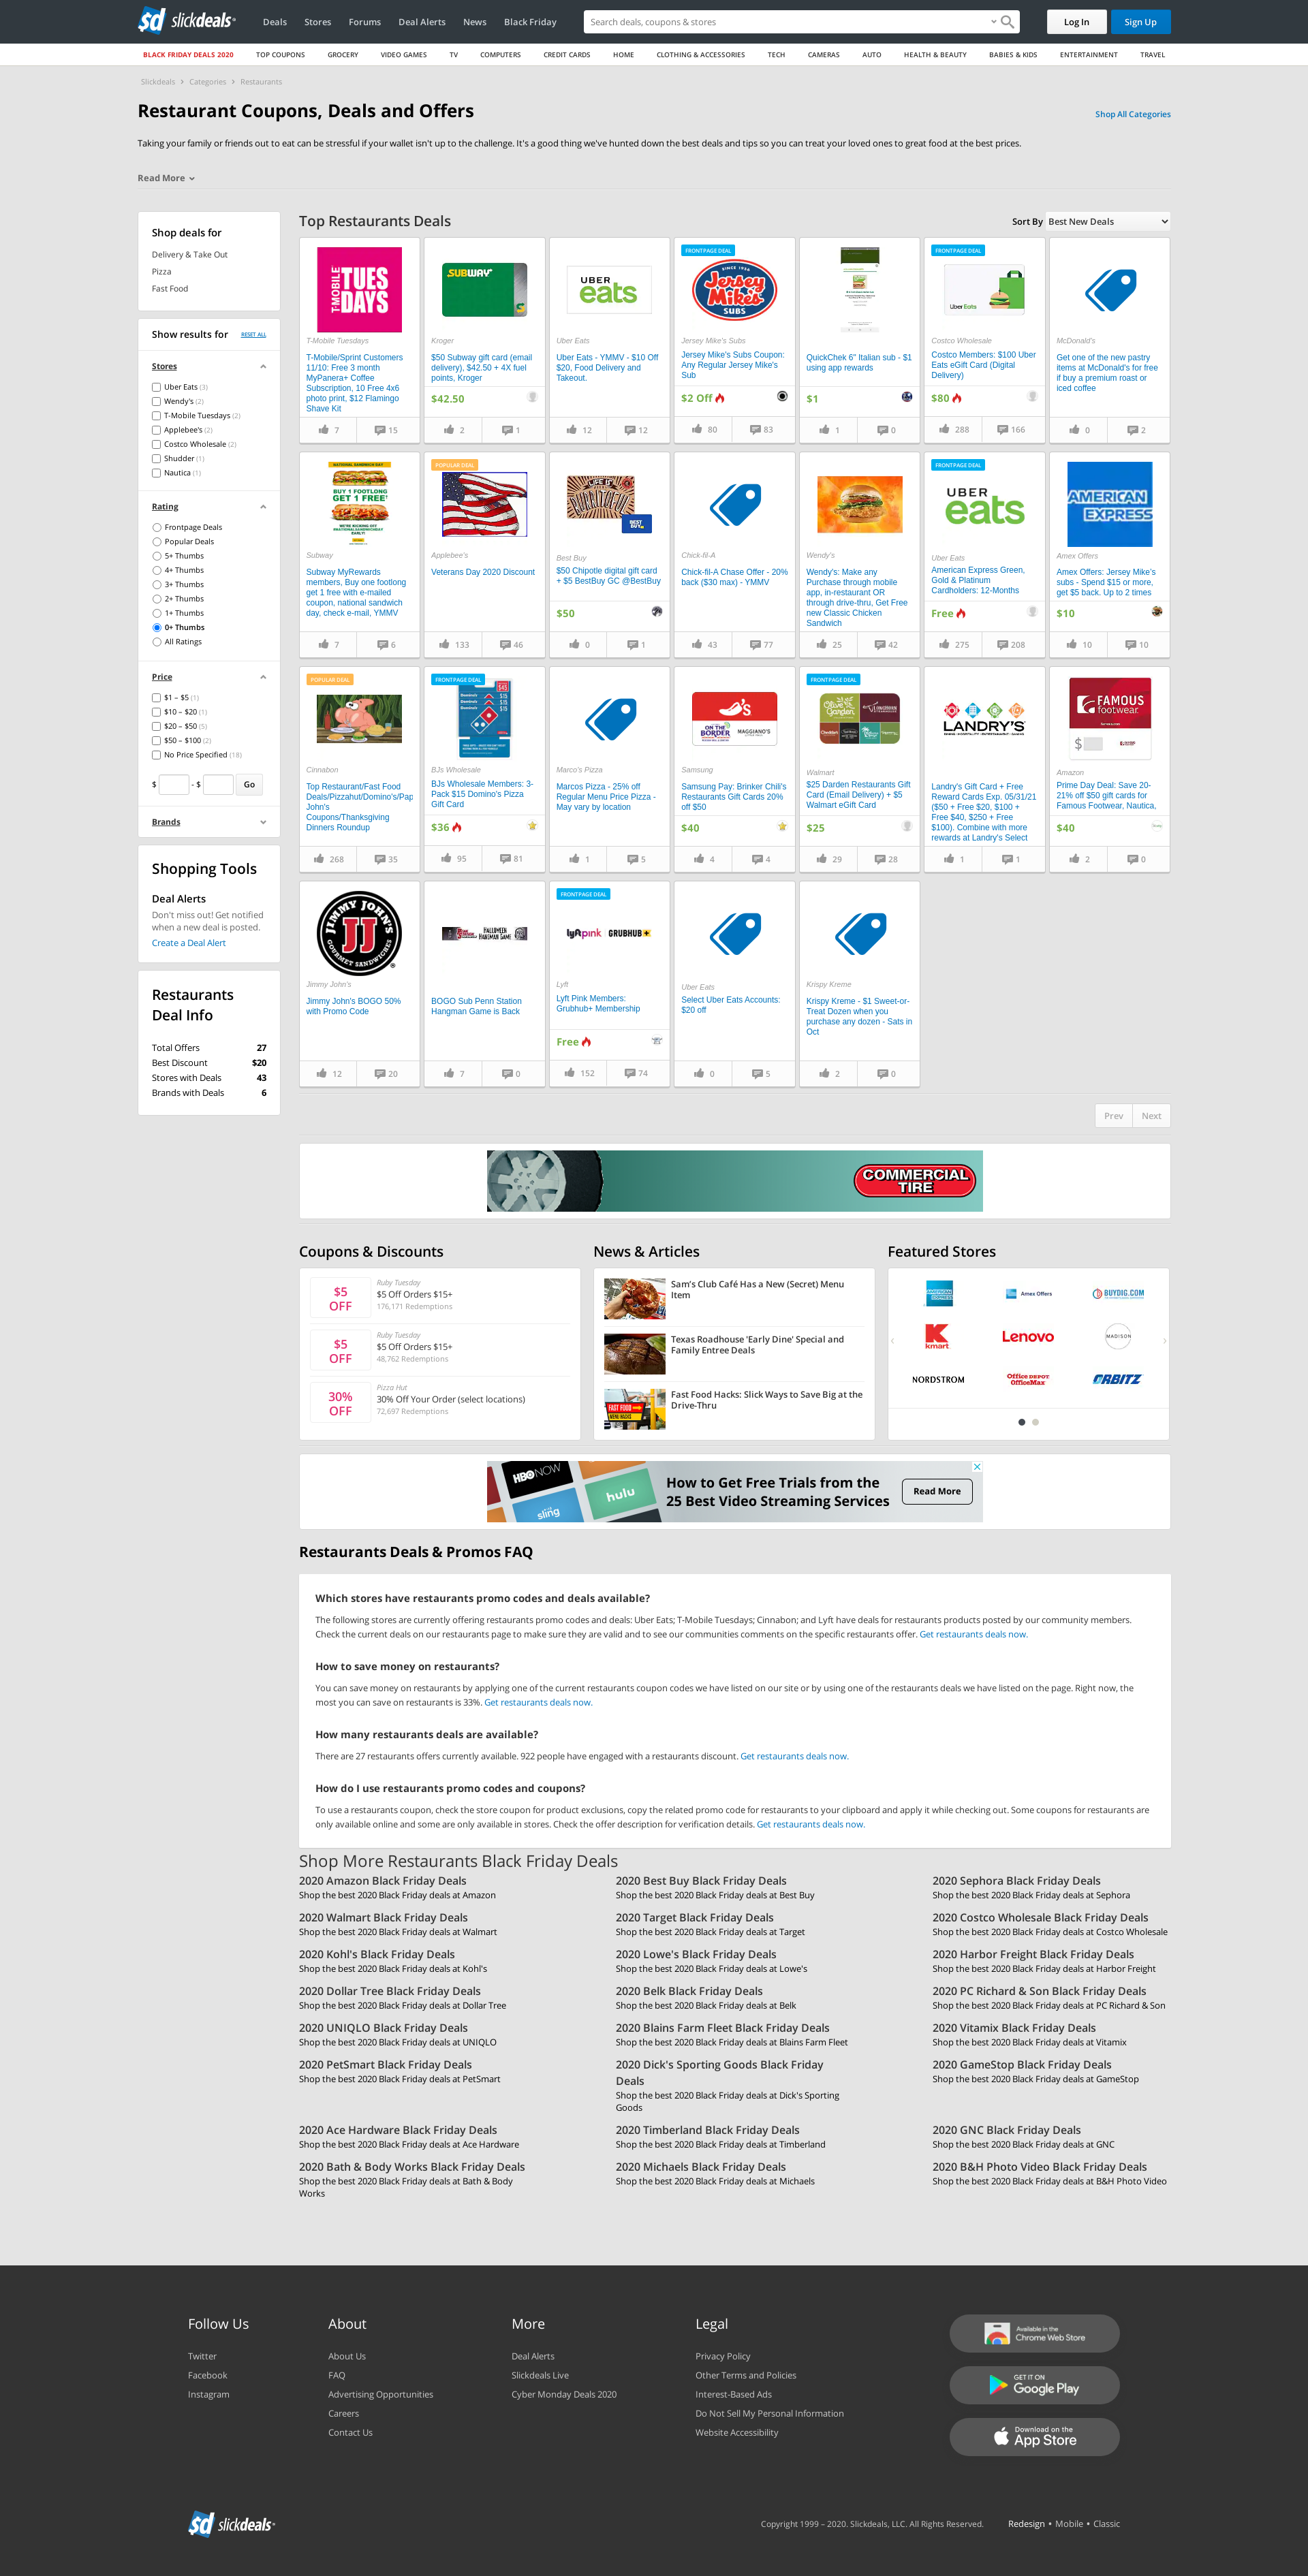 slickdeals
Deals Stores Forums Deal Alerts News Black Friday
Search deals, coupons & stores
Log In
Sign Up
BLACK FRIDAY DEALS 2020 TOP COUPONS GROCERY VIDEO GAMES TV COMPUTERS CREDIT CARDS HOME CLOTHING & ACCESSORIES TECH CAMERAS AUTO HEALTH & BEAUTY BABIES & KIDS ENTERTAINMENT TRAVEL
Slickdeals > Categories > Restaurants
Restaurant Coupons, Deals and Offers
Shop All Categories
Taking your family or friends out to eat can be stressful if your wallet isn't up to the challenge. It's a good thing we've hunted down the best deals and tips so you can treat your loved ones to great food at the best prices.
Read More
Shop deals for
Delivery & Take Out
Pizza
Fast Food
Show results for RESET ALL
Stores
Uber Eats (3)
Wendy's (2)
T-Mobile Tuesdays (2)
Applebee's (2)
Costco Wholesale (2)
Shudder (1)
Nautica (1)
Rating
Frontpage Deals
Popular Deals
5+ Thumbs
4+ Thumbs
3+ Thumbs
2+ Thumbs
1+ Thumbs
0+ Thumbs
All Ratings
Price
$1 – $5 (1)
$10 – $20 (1)
$20 – $50 (5)
$50 – $100 (2)
No Price Specified (18)
$ - $ Go
Brands
Shopping Tools
Deal Alerts
Don't miss out! Get notified
when a new deal is posted.
Create a Deal Alert
Restaurants
Deal Info
Total Offers 27
Best Discount $20
Stores with Deals 43
Brands with Deals 6
Top Restaurants Deals
Sort By Best New Deals
T-MOBILE TUESDAYS
T-Mobile Tuesdays
T-Mobile/Sprint Customers
11/10: Free 3 month
MyPanera+ Coffee
Subscription, 10 Free 4x6
photo print, $12 Flamingo
Shave Kit
7 15
SUBWAY
Kroger
$50 Subway gift card (email
delivery), $42.50 + 4X fuel
points, Kroger
$42.50
2 1
UBER
eats
Uber Eats
Uber Eats - YMMV - $10 Off
$20, Food Delivery and
Takeout.
12 12
FRONTPAGE DEAL
SINCE 1956
Jersey Mike's
SUBS
Jersey Mike's Subs
Jersey Mike's Subs Coupon:
Any Regular Jersey Mike's
Sub
$2 Off
80 83
QuickChek 6" Italian sub - $1
using app rewards
$1
1 0
FRONTPAGE DEAL
Uber Eats
Costco Wholesale
Costco Members: $100 Uber
Eats eGift Card (Digital
Delivery)
$80
288 166
McDonald's
Get one of the new pastry
items at McDonald's for free
if buy a premium roast or
iced coffee
0 2
NATIONAL SANDWICH DAY
BUY 1 FOOTLONG
GET 1 FREE
Subway
Subway MyRewards
members, Buy one footlong
get 1 free with e-mailed
coupon, national sandwich
day, check e-mail, YMMV
7 6
POPULAR DEAL
Applebee's
Veterans Day 2020 Discount
133 46
BEST BUY
Best Buy
$50 Chipotle digital gift card
+ $5 BestBuy GC @BestBuy
$50
0 1
Chick-fil-A
Chick-fil-A Chase Offer - 20%
back ($30 max) - YMMV
43 77
Wendy's
Wendy's: Make any
Purchase through mobile
app, in-restaurant OR
through drive-thru, Get Free
new Classic Chicken
Sandwich
25 42
FRONTPAGE DEAL
UBER
eats
Uber Eats
American Express Green,
Gold & Platinum
Cardholders: 12-Months
Free
275 208
AMERICAN
EXPRESS
Amex Offers
Amex Offers: Jersey Mike's
subs - Spend $15 or more,
get $5 back. Up to 2 times
$10
10 10
POPULAR DEAL
Cinnabon
Top Restaurant/Fast Food
Deals/Pizzahut/Domino's/Pap
John's
Coupons/Thanksgiving
Dinners Roundup
268 35
FRONTPAGE DEAL
BJs Wholesale
BJs Wholesale Members: 3-
Pack $15 Domino's Pizza
Gift Card
$36
95 81
Marco's Pizza
Marcos Pizza - 25% off
Regular Menu Price Pizza -
May vary by location
1 5
ON THE
BORDER
MAGGIANO'S
Samsung
Samsung Pay: Brinker Chili's
Restaurants Gift Cards 20%
off $50
$40
4 4
FRONTPAGE DEAL
Olive Garden
Walmart
$25 Darden Restaurants Gift
Card (Email Delivery) + $5
Walmart eGift Card
$25
29 28
LANDRY'S
Landry's Gift Card + Free
Reward Cards Exp. 05/31/21
($50 + Free $20, $100 +
Free $40, $250 + Free
$100). Combine with more
rewards at Landry's Select
1 1
FAMOUS
footwear
$
Amazon
Prime Day Deal: Save 20-
21% off $50 gift cards for
Famous Footwear, Nautica,
$40
2 0
JIMMY JOHN'S
JJ
GOURMET SANDWICHES
Jimmy John's
Jimmy John's BOGO 50%
with Promo Code
12 20
HALLOWEEN
HANGMAN GAME
BOGO Sub Penn Station
Hangman Game is Back
7 0
FRONTPAGE DEAL
lyft pink GRUBHUB+
Lyft
Lyft Pink Members:
Grubhub+ Membership
Free
152 74
Uber Eats
Select Uber Eats Accounts:
$20 off
0 5
Krispy Kreme
Krispy Kreme - $1 Sweet-or-
Treat Dozen when you
purchase any dozen - Sats in
Oct
2 0
Prev Next
COMMERCIAL
TIRE
Coupons & Discounts
$5
OFF
Ruby Tuesday
$5 Off Orders $15+
176,171 Redemptions
$5
OFF
Ruby Tuesday
$5 Off Orders $15+
48,762 Redemptions
30%
OFF
Pizza Hut
30% Off Your Order (select locations)
72,697 Redemptions
News & Articles
Sam's Club Café Has a New (Secret) Menu
Item
Texas Roadhouse 'Early Dine' Special and
Family Entree Deals
FAST FOOD
MENU HACKS
Fast Food Hacks: Slick Ways to Save Big at the
Drive-Thru
Featured Stores
AMERICAN EXPRESS
Amex Offers
BUYDIG.COM
kmart
Lenovo
MADISON
NORDSTROM
Office DEPOT
OfficeMax
ORBITZ
HBO NOW
sling
hulu
How to Get Free Trials from the
25 Best Video Streaming Services
Read More
Restaurants Deals & Promos FAQ
Which stores have restaurants promo codes and deals available?
The following stores are currently offering restaurants promo codes and deals: Uber Eats; T-Mobile Tuesdays; Cinnabon; and Lyft have deals for restaurants products posted by our community members.
Check the current deals on our restaurants page to make sure they are valid and to see our communities comments on the specific restaurants offer. Get restaurants deals now.
How to save money on restaurants?
You can save money on restaurants by applying one of the current restaurants coupon codes we have listed on our site or by using one of the restaurants deals we have listed on the page. Right now, the
most you can save on restaurants is 33%. Get restaurants deals now.
How many restaurants deals are available?
There are 27 restaurants offers currently available. 922 people have engaged with a restaurants discount. Get restaurants deals now.
How do I use restaurants promo codes and coupons?
To use a restaurants coupon, check the store coupon for product exclusions, copy the related promo code for restaurants to your clipboard and apply it while checking out. Some coupons for restaurants are
only available online and some are only available in stores. Check the offer description for verification details. Get restaurants deals now.
Shop More Restaurants Black Friday Deals
2020 Amazon Black Friday Deals
Shop the best 2020 Black Friday deals at Amazon
2020 Best Buy Black Friday Deals
Shop the best 2020 Black Friday deals at Best Buy
2020 Sephora Black Friday Deals
Shop the best 2020 Black Friday deals at Sephora
2020 Walmart Black Friday Deals
Shop the best 2020 Black Friday deals at Walmart
2020 Target Black Friday Deals
Shop the best 2020 Black Friday deals at Target
2020 Costco Wholesale Black Friday Deals
Shop the best 2020 Black Friday deals at Costco Wholesale
2020 Kohl's Black Friday Deals
Shop the best 2020 Black Friday deals at Kohl's
2020 Lowe's Black Friday Deals
Shop the best 2020 Black Friday deals at Lowe's
2020 Harbor Freight Black Friday Deals
Shop the best 2020 Black Friday deals at Harbor Freight
2020 Dollar Tree Black Friday Deals
Shop the best 2020 Black Friday deals at Dollar Tree
2020 Belk Black Friday Deals
Shop the best 2020 Black Friday deals at Belk
2020 PC Richard & Son Black Friday Deals
Shop the best 2020 Black Friday deals at PC Richard & Son
2020 UNIQLO Black Friday Deals
Shop the best 2020 Black Friday deals at UNIQLO
2020 Blains Farm Fleet Black Friday Deals
Shop the best 2020 Black Friday deals at Blains Farm Fleet
2020 Vitamix Black Friday Deals
Shop the best 2020 Black Friday deals at Vitamix
2020 PetSmart Black Friday Deals
Shop the best 2020 Black Friday deals at PetSmart
2020 Dick's Sporting Goods Black Friday
Deals
Shop the best 2020 Black Friday deals at Dick's Sporting
Goods
2020 GameStop Black Friday Deals
Shop the best 2020 Black Friday deals at GameStop
2020 Ace Hardware Black Friday Deals
Shop the best 2020 Black Friday deals at Ace Hardware
2020 Timberland Black Friday Deals
Shop the best 2020 Black Friday deals at Timberland
2020 GNC Black Friday Deals
Shop the best 2020 Black Friday deals at GNC
2020 Bath & Body Works Black Friday Deals
Shop the best 2020 Black Friday deals at Bath & Body
Works
2020 Michaels Black Friday Deals
Shop the best 2020 Black Friday deals at Michaels
2020 B&H Photo Video Black Friday Deals
Shop the best 2020 Black Friday deals at B&H Photo Video
Follow Us
Twitter
Facebook
Instagram
About
About Us
FAQ
Advertising Opportunities
Careers
Contact Us
More
Deal Alerts
Slickdeals Live
Cyber Monday Deals 2020
Legal
Privacy Policy
Other Terms and Policies
Interest-Based Ads
Do Not Sell My Personal Information
Website Accessibility
Available in the
Chrome Web Store
GET IT ON
Google Play
Download on the
App Store
slickdeals
Copyright 1999 – 2020. Slickdeals, LLC. All Rights Reserved.
Redesign • Mobile • Classic